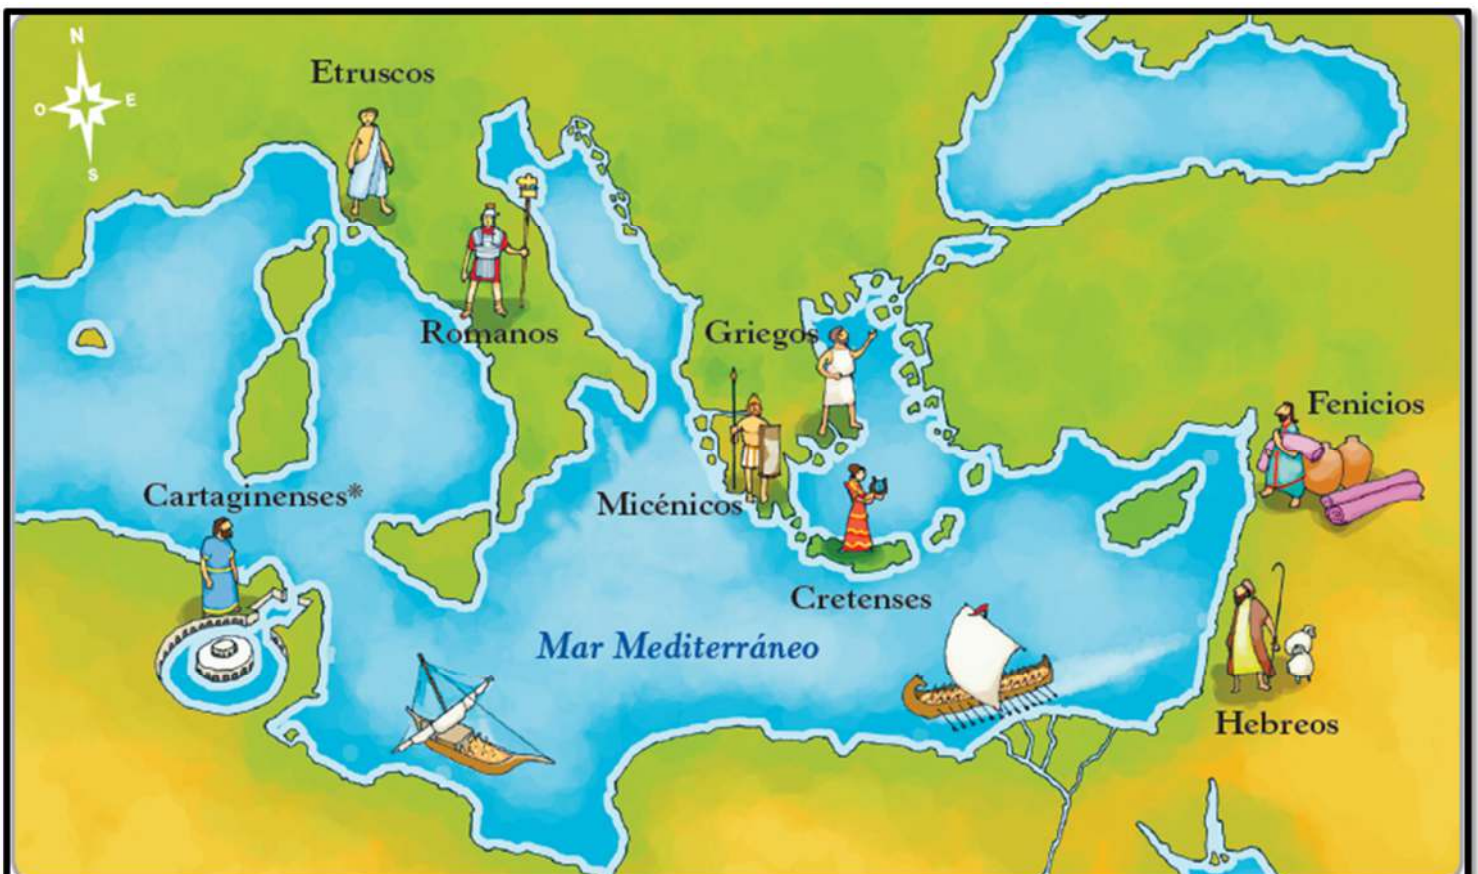 N
O
E
S
Etruscos
Romanos
Griegos
Fenicios
Cartaginenses*
Micénicos
Cretenses
Mar Mediterráneo
Hebreos